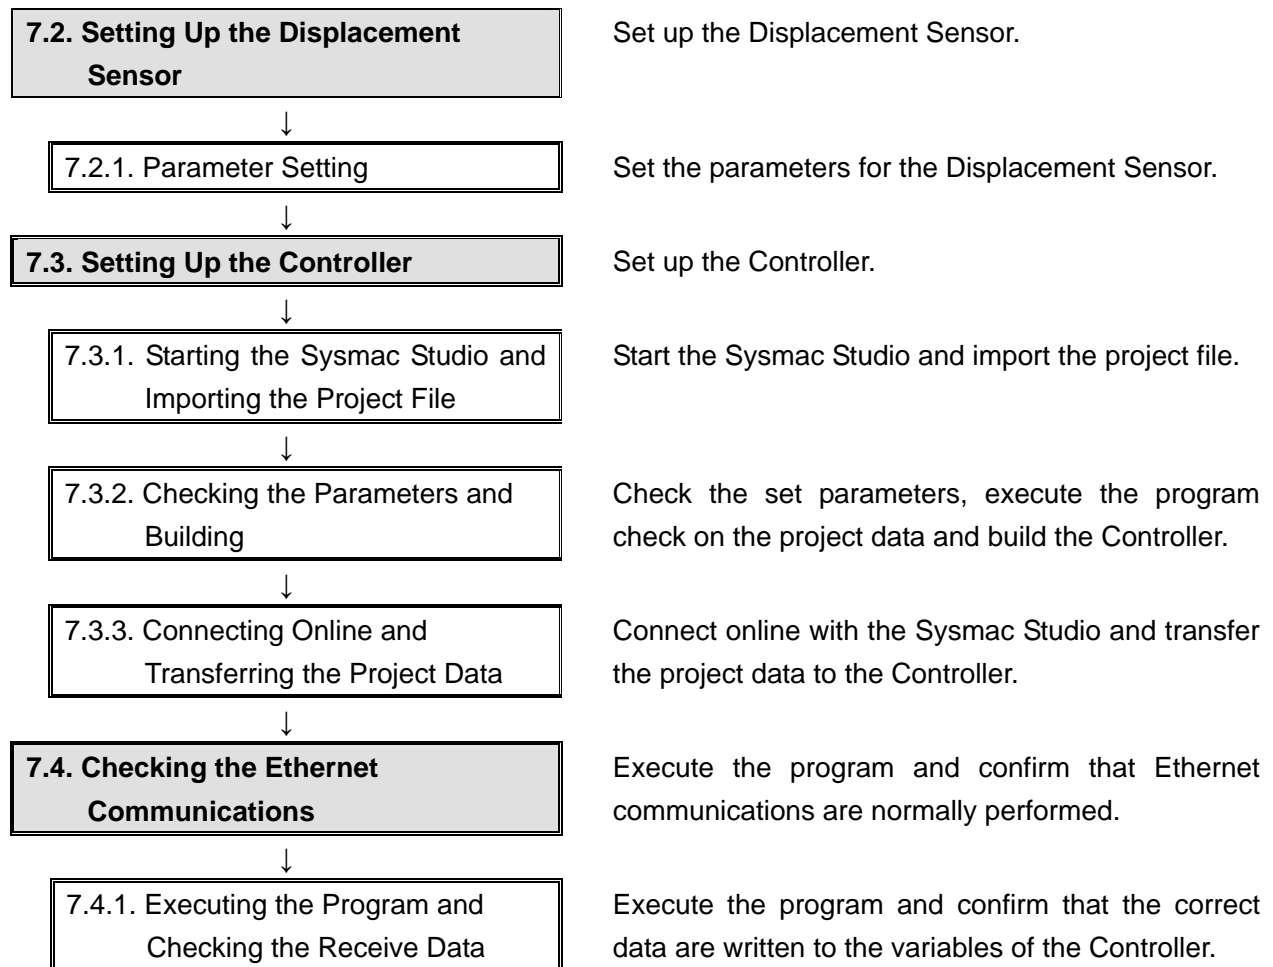 7.2. Setting Up the Displacement Set up the Displacement Sensor.
Sensor
↓
7.2.1. Parameter Setting Set the parameters for the Displacement Sensor.
↓
7.3. Setting Up the Controller Set up the Controller.
↓
7.3.1. Starting the Sysmac Studio and Start the Sysmac Studio and import the project file.
Importing the Project File
↓
7.3.2. Checking the Parameters and Check the set parameters, execute the program
Building check on the project data and build the Controller.
↓
7.3.3. Connecting Online and Connect online with the Sysmac Studio and transfer
Transferring the Project Data the project data to the Controller.
↓
7.4. Checking the Ethernet Execute the program and confirm that Ethernet
Communications communications are normally performed.
↓
7.4.1. Executing the Program and Execute the program and confirm that the correct
Checking the Receive Data data are written to the variables of the Controller.